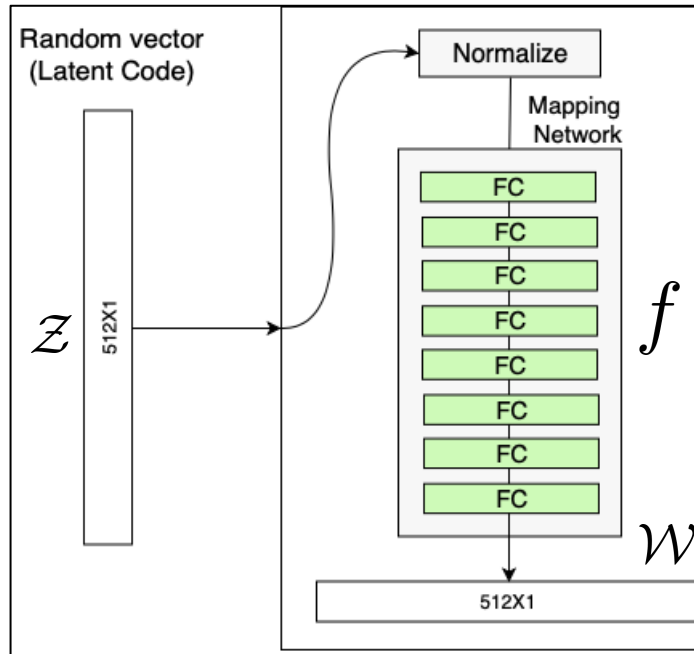 Random vector
(Latent Code)
Normalize
Mapping
Network
FC
FC
FC
FC
FC
FC
FC
FC
𝒵
512X1
f
𝒲
512X1